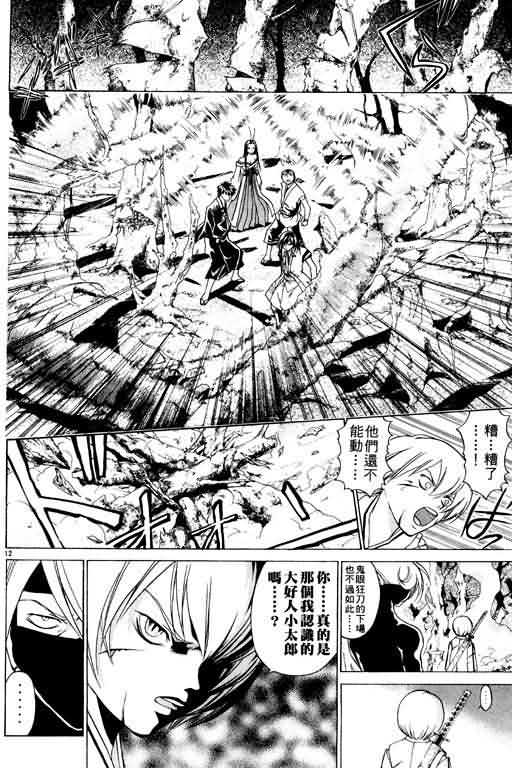 糟…糟了
……！
他們還不
能動…
鬼眼狂刀的下場
也不過如此……
…
你……真的是
那個我認識的
大好人小太郎
嗎……？
……
12